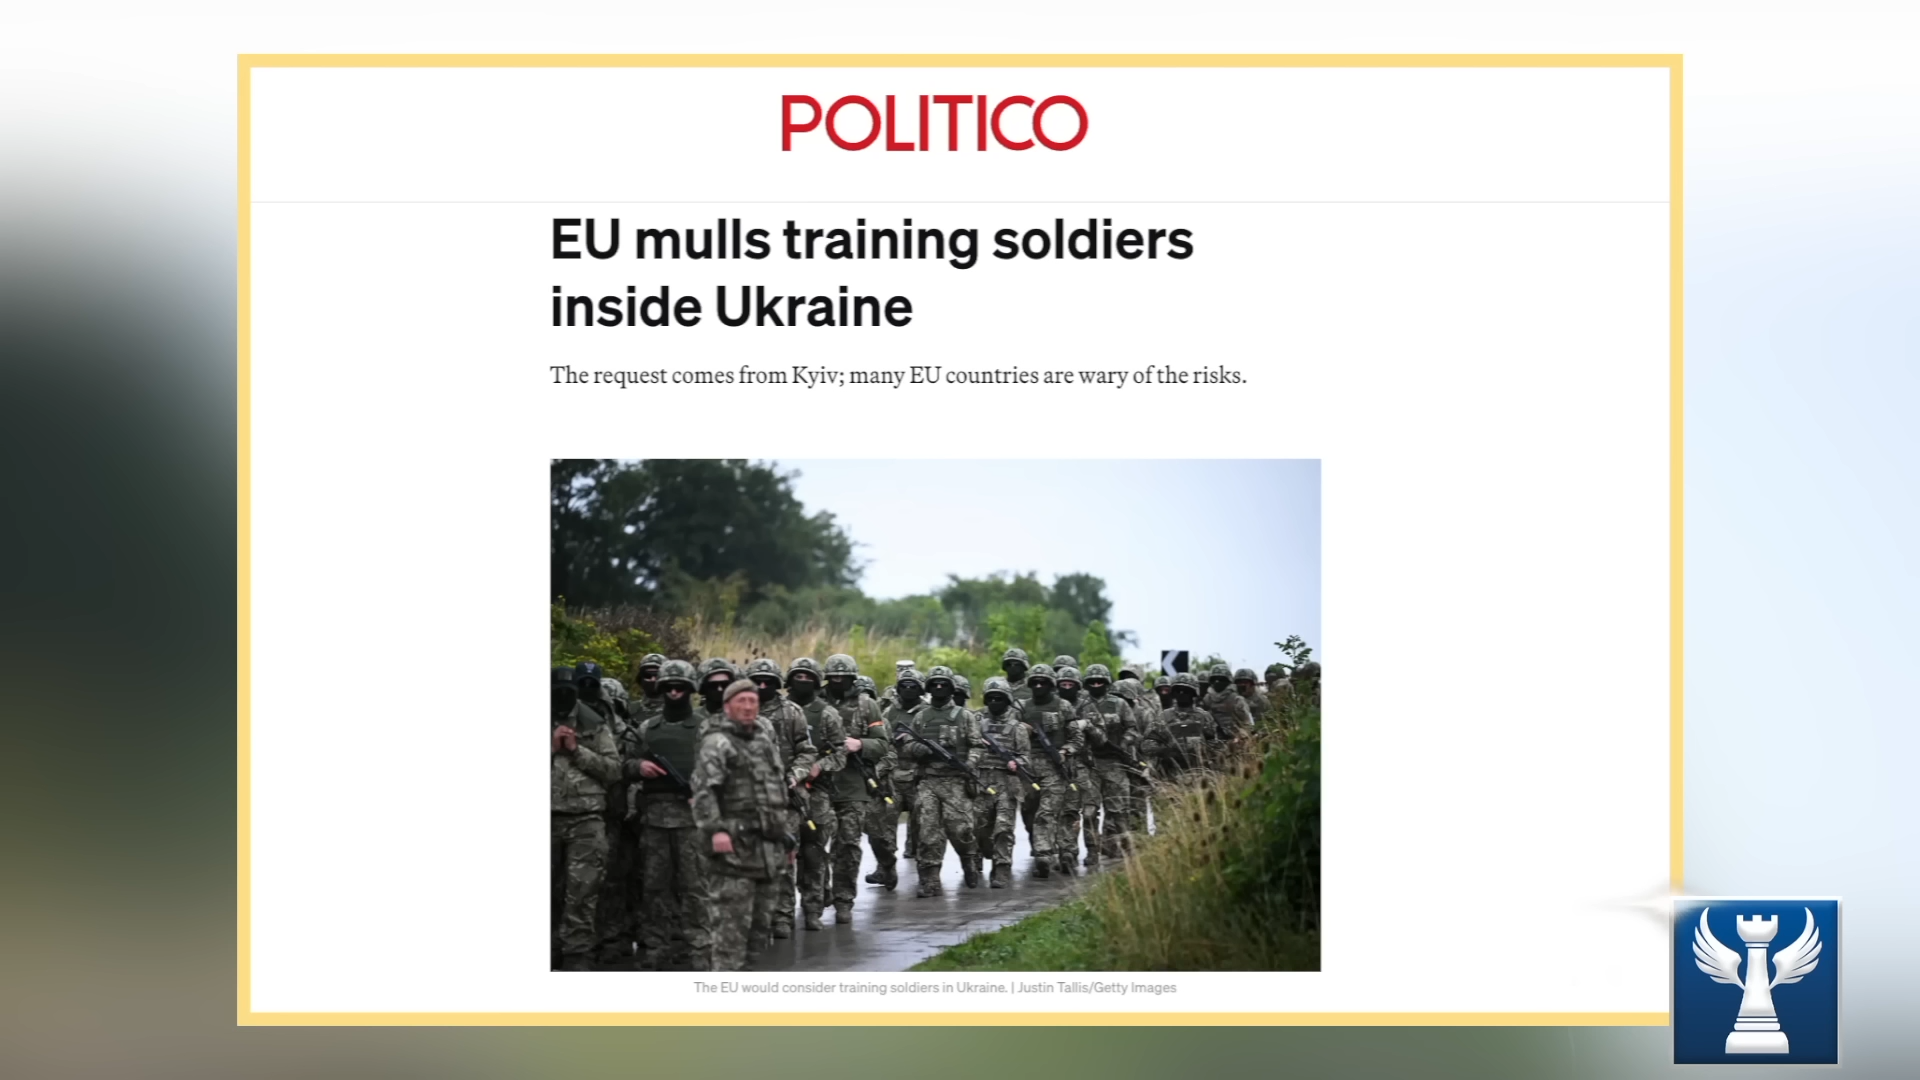 POLITICO
EU mulls training soldiers
inside Ukraine
The request comes from Kyiv; many EU countries are wary of the risks.
The EU would consider training soldiers in Ukraine. | Justin Tallis/Getty Images